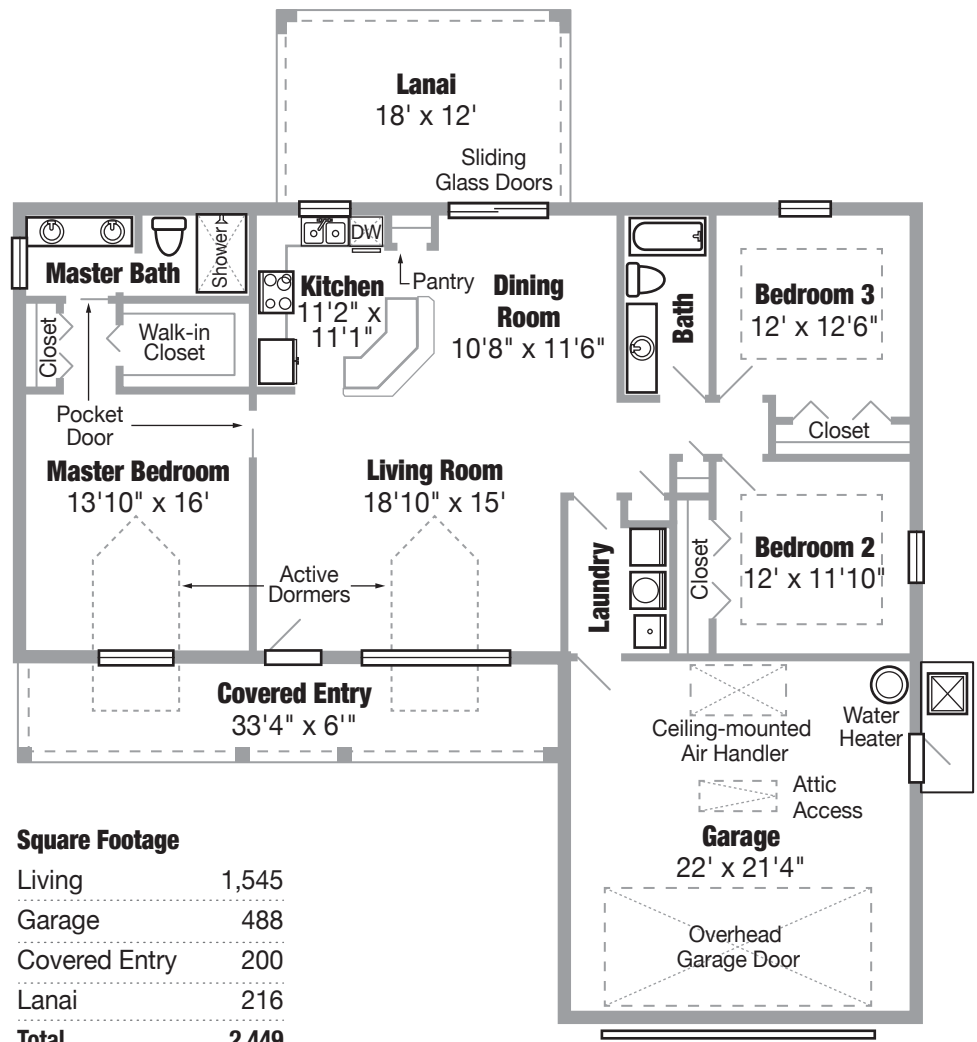 Lanai
18' x 12'
Sliding
Glass Doors
Master Bath
Shower
DW
Kitchen
11'2" x
11'1"
Pantry
Dining
Room
10'8" x 11'6"
Bath
Bedroom 3
12' x 12'6"
Closet
Walk-in
Closet
Closet
Pocket
Door
Master Bedroom
13'10" x 16'
Living Room
18'10" x 15'
Active
Dormers
Laundry
Closet
Bedroom 2
12' x 11'10"
Covered Entry
33'4" x 6'"
Ceiling-mounted
Air Handler
Water
Heater
Attic
Access
Garage
22' x 21'4"
Overhead
Garage Door
Square Footage
Living 1,545
Garage 488
Covered Entry 200
Lanai 216
Total 2,449